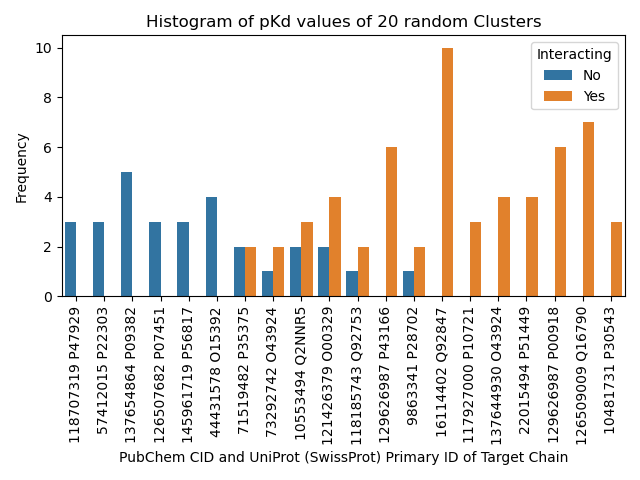 Histogram of pKd values of 20 random Clusters
Interacting
No
Yes
Frequency
10
8
6
4
2
0
118707319 P47929
57412015 P22303
137654864 P09382
126507682 P07451
145961719 P56817
44431578 O15392
71519482 P35375
73292742 O43924
10553494 Q2NNR5
121426379 O00329
118185743 Q92753
129626987 P43166
9863341 P28702
16114402 Q92847
117927000 P10721
137644930 O43924
22015494 P51449
129626987 P00918
126509009 Q16790
10481731 P30543
PubChem CID and UniProt (SwissProt) Primary ID of Target Chain